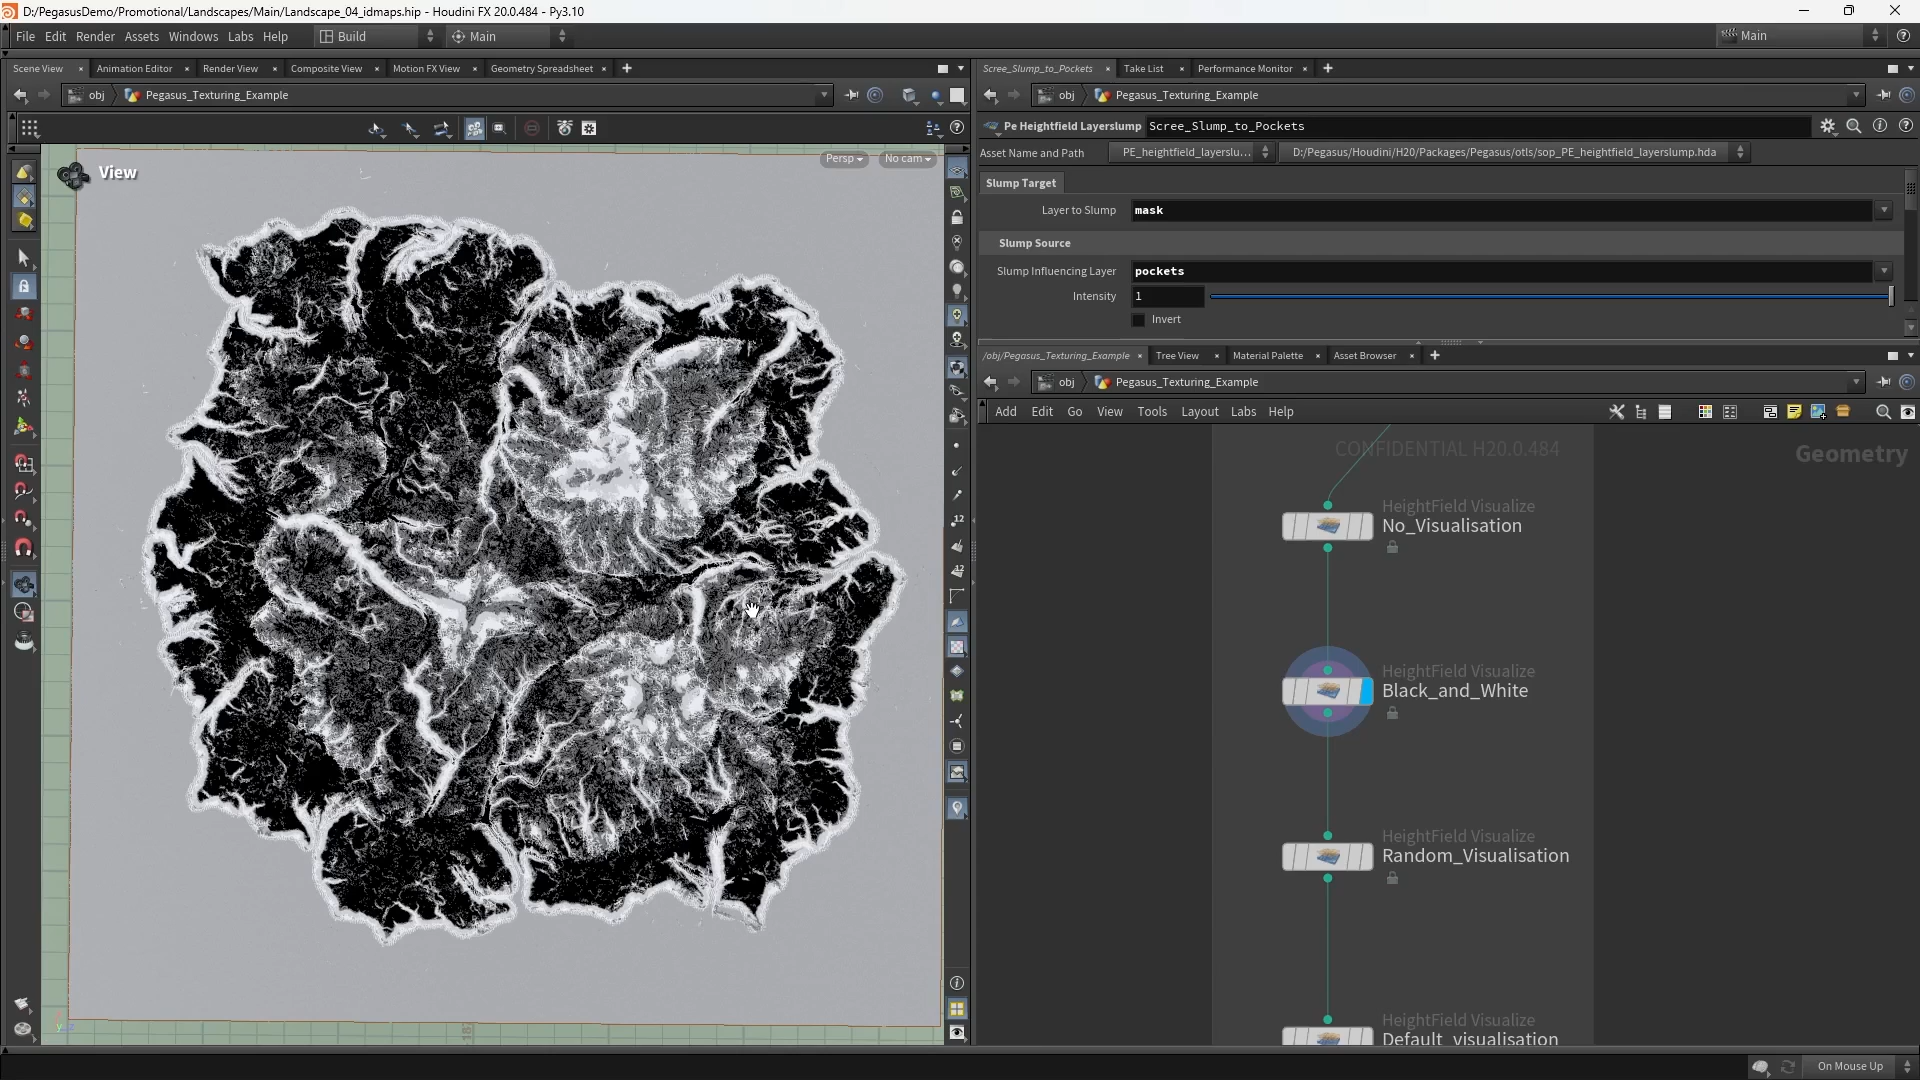 D:/PegasusDemo/Promotional/Landscapes/Main/Landscape_04_idmaps.hip - Houdini FX 20.0.484 - Py3.10
File Edit Render Assets Windows Labs Help Build Main Main
Scene View Animation Editor Render View Composite View Motion FX View Geometry Spreadsheet
obj Pegasus_Texturing_Example
View
Persp No cam
12
42
Scree_Slump_to_Pockets Take List Performance Monitor
obj Pegasus_Texturing_Example
Pe Heightfield Layerslump Scree_Slump_to_Pockets
Asset Name and Path PE_heightfield_layerslu... D:/Pegasus/Houdini/H20/Packages/Pegasus/otls/sop_PE_heightfield_layerslump.hda
Slump Target
Layer to Slump mask
Slump Source
Slump Influencing Layer pockets
Intensity 1
Invert
/obj/Pegasus_Texturing_Example Tree View Material Palette Asset Browser
obj Pegasus_Texturing_Example
Add Edit Go View Tools Layout Labs Help
CONFIDENTIAL H20.0.484
Geometry
HeightField Visualize
No_Visualisation
HeightField Visualize
Black_and_White
HeightField Visualize
Random_Visualisation
HeightField Visualize
Default_visualisation
On Mouse Up